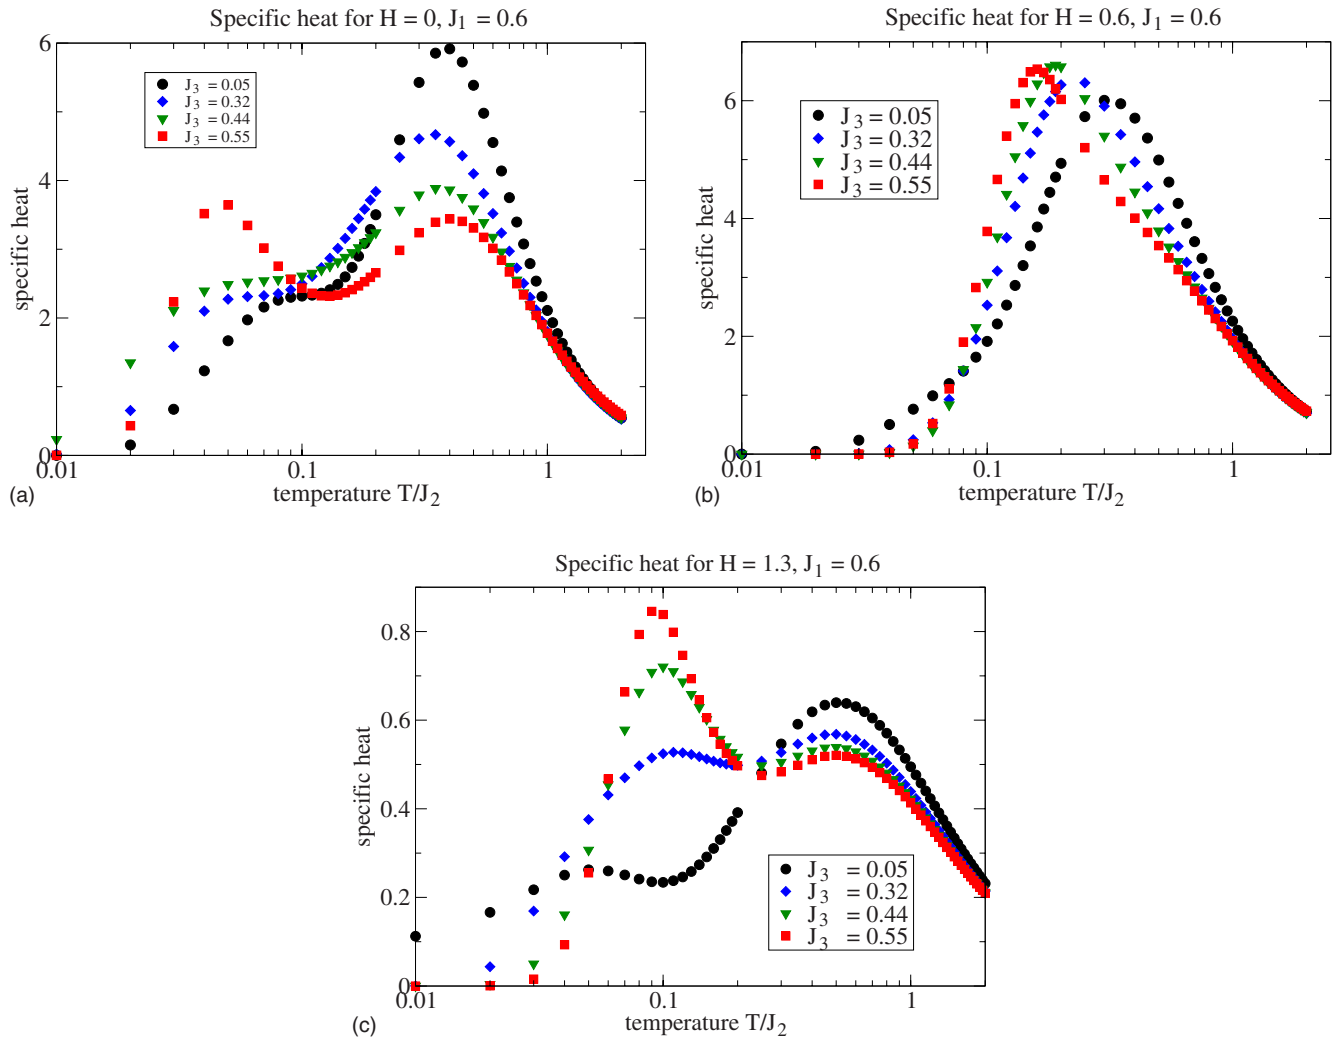 Specific heat for H = 0, J1 = 0.6
6
4
2
0
specific heat
J3 = 0.05
J3 = 0.32
J3 = 0.44
J3 = 0.55
0.01
0.1
1
temperature T/J2
(a)
Specific heat for H = 0.6, J1 = 0.6
6
4
2
0
specific heat
J3 = 0.05
J3 = 0.32
J3 = 0.44
J3 = 0.55
0.01
0.1
1
temperature T/J2
(b)
Specific heat for H = 1.3, J1 = 0.6
0.8
0.6
0.4
0.2
0
specific heat
J3 = 0.05
J3 = 0.32
J3 = 0.44
J3 = 0.55
0.01
0.1
1
temperature T/J2
(c)